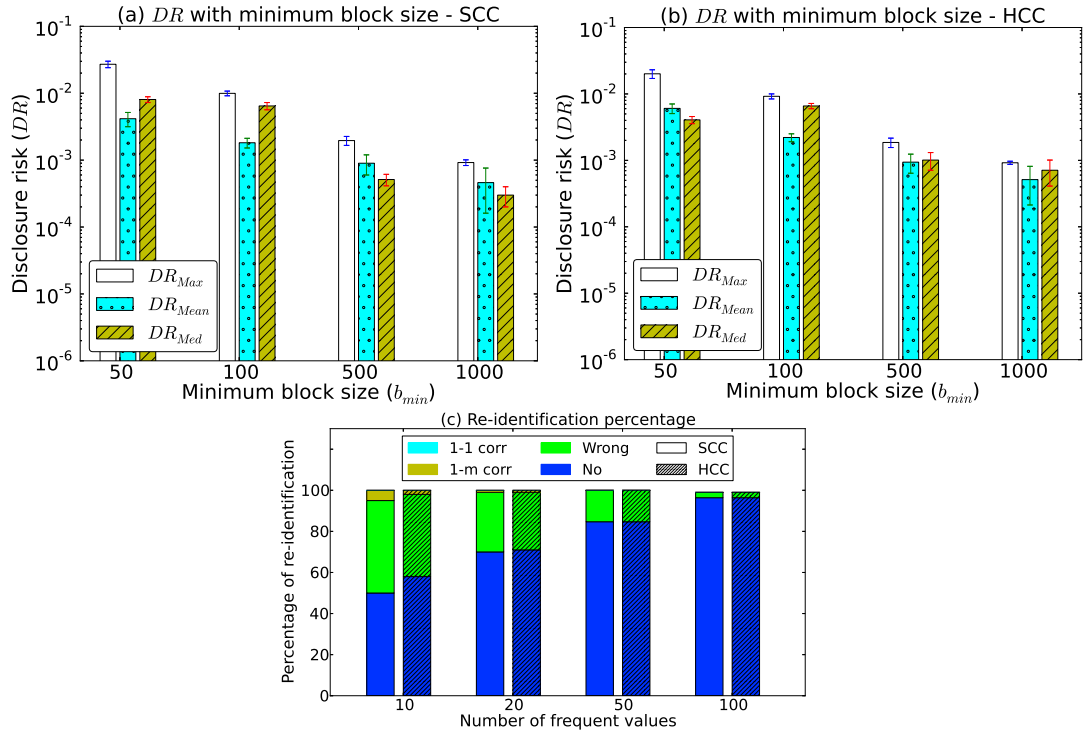 (a) DR with minimum block size - SCC
10^-1
10^-2
10^-3
10^-4
10^-5
10^-6
Disclosure risk (DR)
DR_Max
DR_Mean
DR_Med
50 100 500 1000
Minimum block size (b_min)
(b) DR with minimum block size - HCC
10^-1
10^-2
10^-3
10^-4
10^-5
10^-6
Disclosure risk (DR)
DR_Max
DR_Mean
DR_Med
50 100 500 1000
Minimum block size (b_min)
(c) Re-identification percentage
1-1 corr Wrong SCC
1-m corr No HCC
100
80
60
40
20
0
Percentage of re-identification
10 20 50 100
Number of frequent values